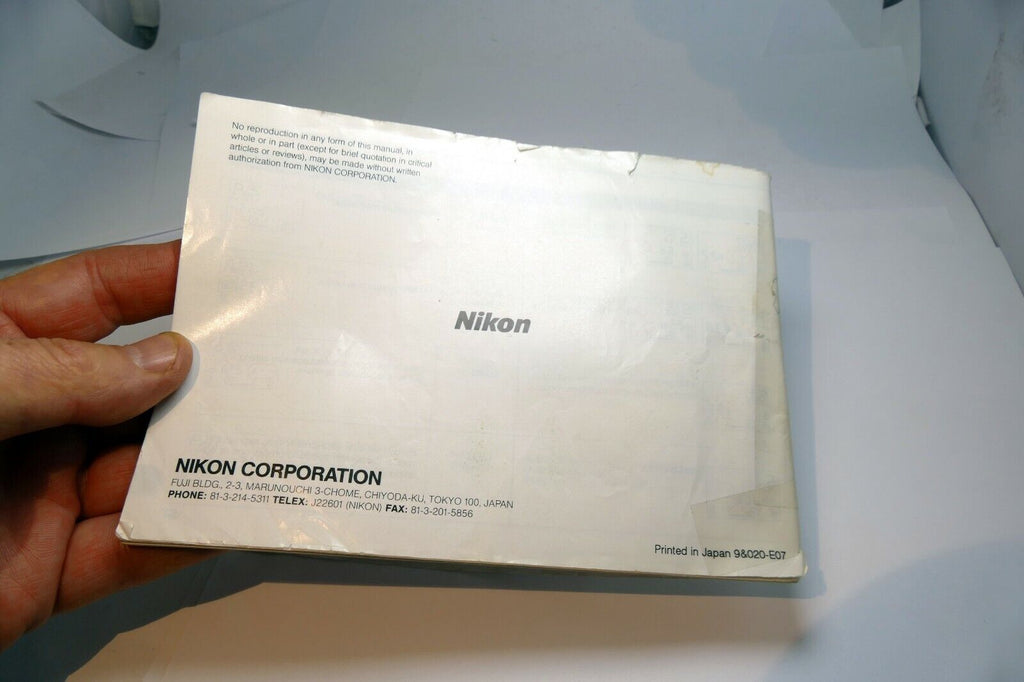 No reproduction in any form of this manual, in
whole or in part (except for brief quotation in critical
articles or reviews), may be made without written
authorization from NIKON CORPORATION.
Nikon
NIKON CORPORATION
FUJI BLDG., 2-3, MARUNOUCHI 3-CHOME, CHIYODA-KU, TOKYO 100, JAPAN
PHONE: 81-3-214-5311 TELEX: J22601 (NIKON) FAX: 81-3-201-5856
Printed in Japan 9&020-E07